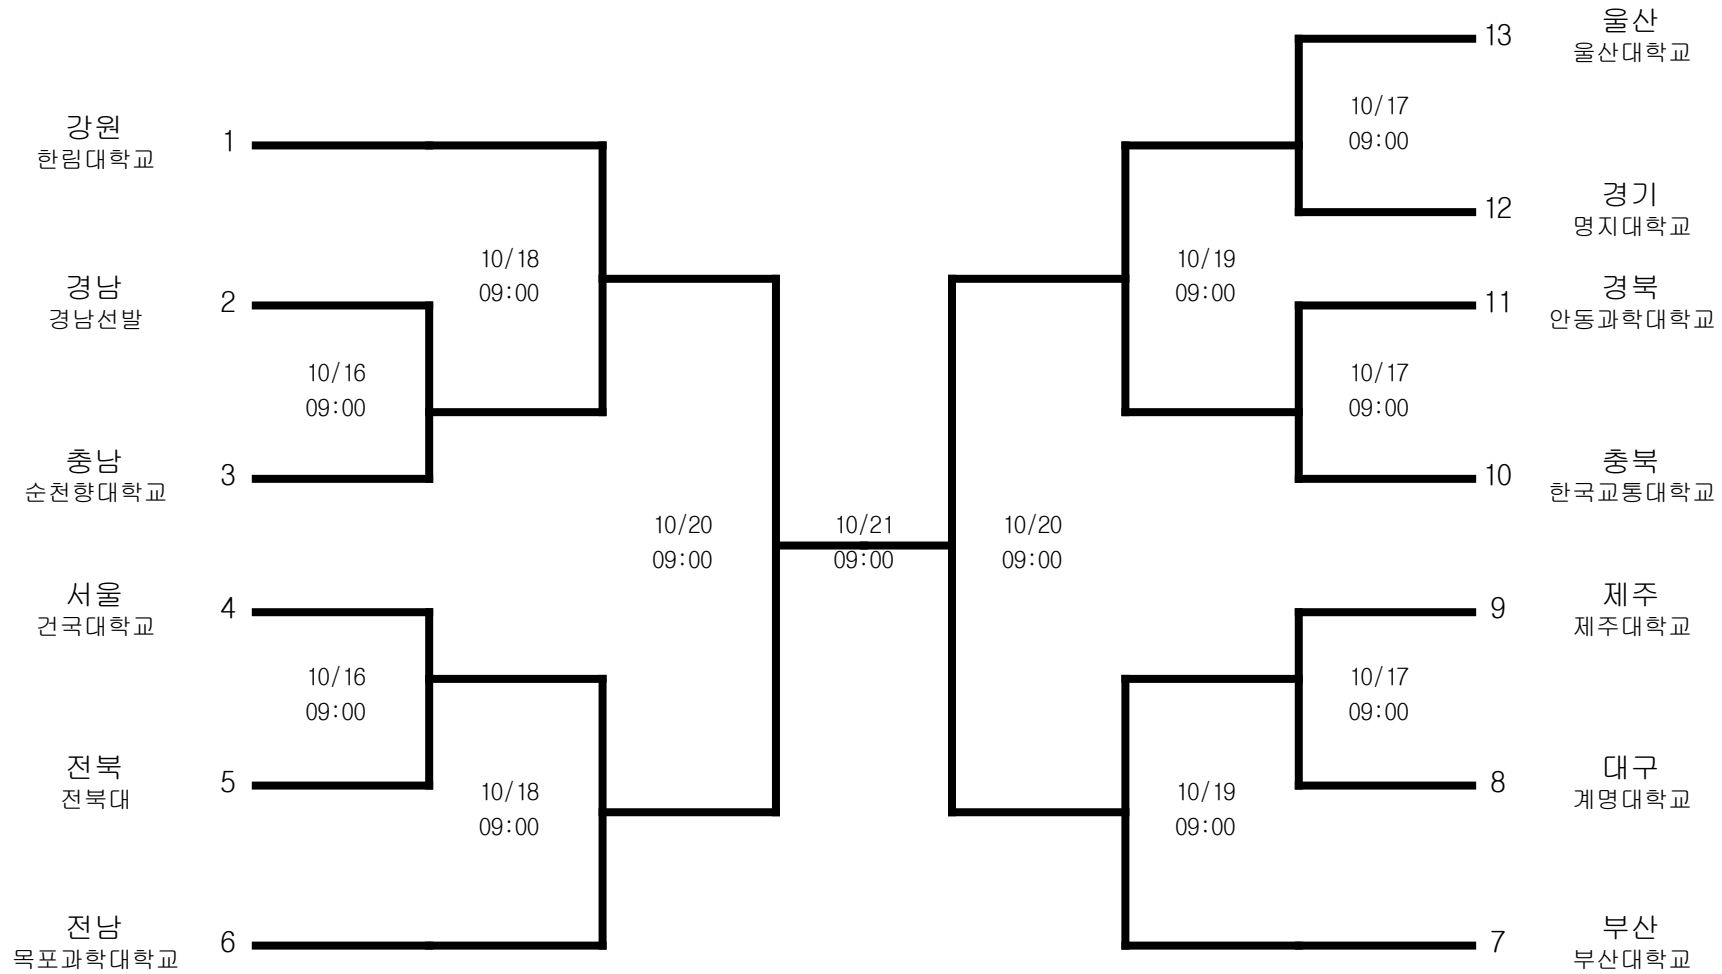 강원
한림대학교
1
경남
경남선발
2
충남
순천향대학교
3
서울
건국대학교
4
전북
전북대
5
전남
목포과학대학교
6
10/16
09:00
10/16
09:00
10/18
09:00
10/18
09:00
10/20
09:00
10/21
09:00
10/20
09:00
10/19
09:00
10/19
09:00
10/17
09:00
10/17
09:00
10/17
09:00
13
울산
울산대학교
12
경기
명지대학교
11
경북
안동과학대학교
10
충북
한국교통대학교
9
제주
제주대학교
8
대구
계명대학교
7
부산
부산대학교